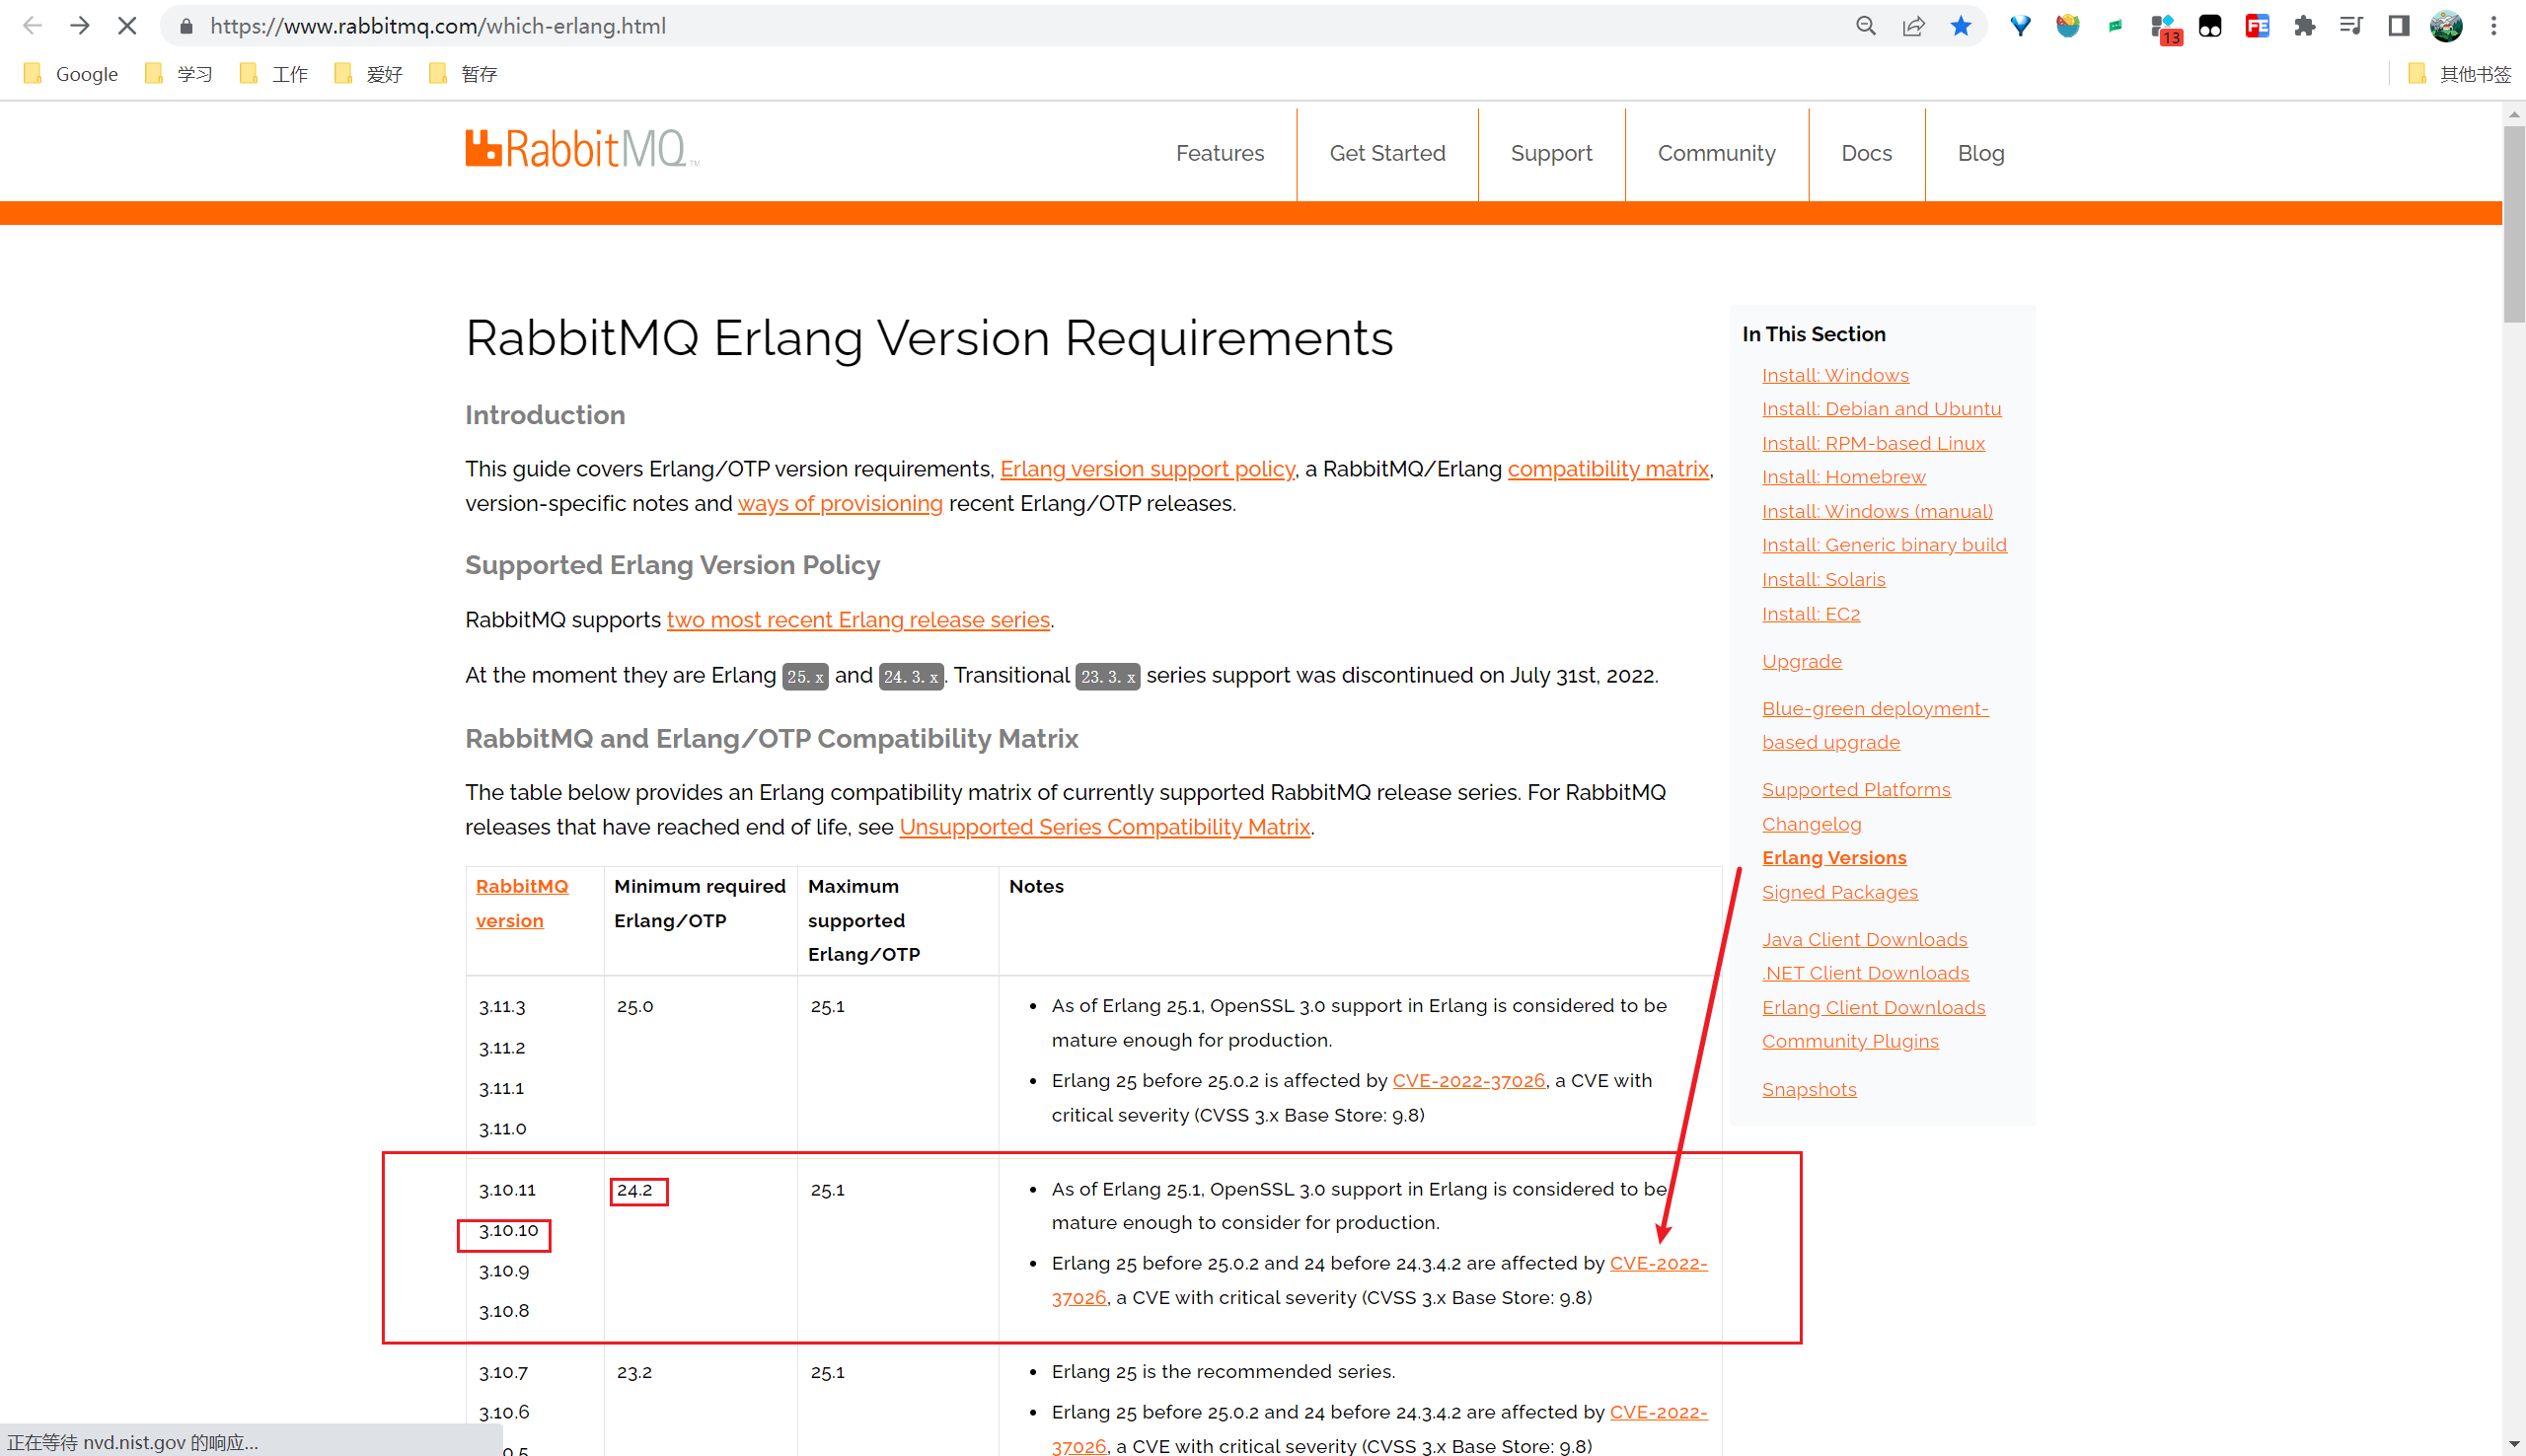 https://www.rabbitmq.com/which-erlang.html
13
Google 学习 工作 爱好 暂存 其他书签
RabbitMQ™
Features Get Started Support Community Docs Blog
RabbitMQ Erlang Version Requirements
Introduction
This guide covers Erlang/OTP version requirements, Erlang version support policy, a RabbitMQ/Erlang compatibility matrix,
version-specific notes and ways of provisioning recent Erlang/OTP releases.
Supported Erlang Version Policy
RabbitMQ supports two most recent Erlang release series.
At the moment they are Erlang 25.x and 24.3.x. Transitional 23.3.x series support was discontinued on July 31st, 2022.
RabbitMQ and Erlang/OTP Compatibility Matrix
The table below provides an Erlang compatibility matrix of currently supported RabbitMQ release series. For RabbitMQ
releases that have reached end of life, see Unsupported Series Compatibility Matrix.
RabbitMQ
version
Minimum required
Erlang/OTP
Maximum
supported
Erlang/OTP
Notes
3.11.3
3.11.2
3.11.1
3.11.0
25.0
25.1
• As of Erlang 25.1, OpenSSL 3.0 support in Erlang is considered to be
mature enough for production.
• Erlang 25 before 25.0.2 is affected by CVE-2022-37026, a CVE with
critical severity (CVSS 3.x Base Store: 9.8)
3.10.11
3.10.10
3.10.9
3.10.8
24.2
25.1
• As of Erlang 25.1, OpenSSL 3.0 support in Erlang is considered to be
mature enough to consider for production.
• Erlang 25 before 25.0.2 and 24 before 24.3.4.2 are affected by CVE-2022-
37026, a CVE with critical severity (CVSS 3.x Base Store: 9.8)
3.10.7
3.10.6
23.2
25.1
• Erlang 25 is the recommended series.
• Erlang 25 before 25.0.2 and 24 before 24.3.4.2 are affected by CVE-2022-
37026, a CVE with critical severity (CVSS 3.x Base Store: 9.8)
In This Section
Install: Windows
Install: Debian and Ubuntu
Install: RPM-based Linux
Install: Homebrew
Install: Windows (manual)
Install: Generic binary build
Install: Solaris
Install: EC2
Upgrade
Blue-green deployment-
based upgrade
Supported Platforms
Changelog
Erlang Versions
Signed Packages
Java Client Downloads
.NET Client Downloads
Erlang Client Downloads
Community Plugins
Snapshots
正在等待 nvd.nist.gov 的响应...